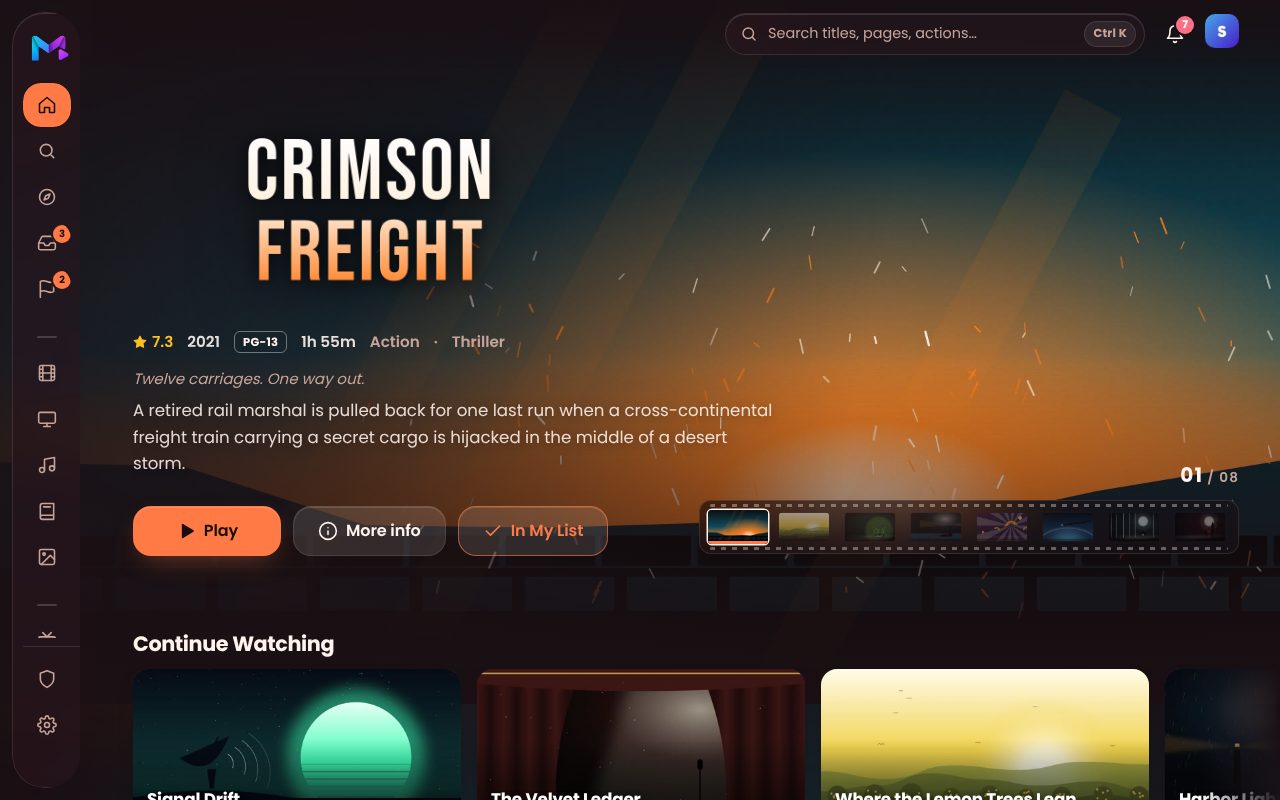 Search titles, pages, actions...
Ctrl K
7
S
3
2
CRIMSON
FREIGHT
7.3 2021 PG-13 1h 55m Action · Thriller
Twelve carriages. One way out.
A retired rail marshal is pulled back for one last run when a cross-continental
freight train carrying a secret cargo is hijacked in the middle of a desert
storm.
01 / 08
Play
More info
In My List
Continue Watching
Signal Drift
The Velvet Ledger
Where the Lemon Trees Lean
Harbor Ligh